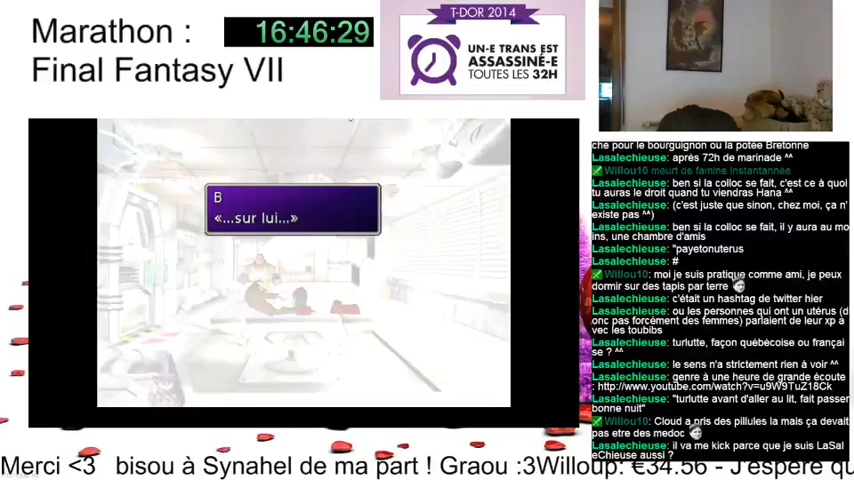 Marathon :
Final Fantasy VII
16:46:29
T-DOR 2014
UN·E TRANS EST
ASSASSINÉ·E
TOUTES LES 32H
B
«...sur lui...»
che pour le bourguignon ou la potée Bretonne
Lasalechieuse: après 72h de marinade ^^
Willou10 meurt de famine instantannée
Lasalechieuse: ben si la colloc se fait, c'est ce à quoi
tu auras le droit quand tu viendras Hana ^^
Lasalechieuse: (c'est juste que sinon, chez moi, ça n'
existe pas ^^)
Lasalechieuse: ben si la colloc se fait, il y aura au mo
ins, une chambre d'amis
Lasalechieuse: "payetonuterus
Lasalechieuse: #
Willou10: moi je suis pratique comme ami, je peux
dormir sur des tapis par terre
Lasalechieuse: c'était un hashtag de twitter hier
Lasalechieuse: ou les personnes qui ont un utérus (d
onc pas forcément des femmes) parlaient de leur xp a
vec les toubibs
Lasalechieuse: turlutte, façon québécoise ou françai
se ? ^^
Lasalechieuse: le sens n'a strictement rien à voir ^^
Lasalechieuse: genre à une heure de grande écoute
: http://www.youtube.com/watch?v=u9W9TuZ18Ck
Lasalechieuse: "turlutte avant d'aller au lit, fait passer
bonne nuit"
Willou10: Cloud a pris des pillules la mais ça devait
pas etre des medoc
Lasalechieuse: il va me kick parce que je suis LaSal
eChieuse aussi ?
Merci <3 bisou à Synahel de ma part ! Graou :3Willoup: €34.56 - J'espère qu